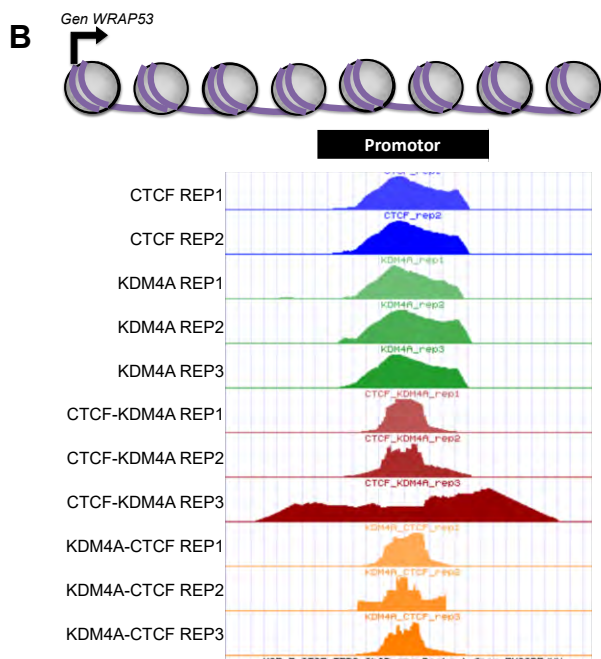 B
Gen WRAP53
Promotor
CTCF REP1
CTCF REP2
CTCF_rep2
KDM4A REP1
KDM4A_rep1
KDM4A REP2
KDM4A_rep2
KDM4A REP3
KDM4A_rep3
CTCF-KDM4A REP1
CTCF_KDM4A_rep1
CTCF-KDM4A REP2
CTCF_KDM4A_rep2
CTCF-KDM4A REP3
CTCF_KDM4A_rep3
KDM4A-CTCF REP1
KDM4A_CTCF_rep1
KDM4A-CTCF REP2
KDM4A_CTCF_rep2
KDM4A-CTCF REP3
KDM4A_CTCF_rep3